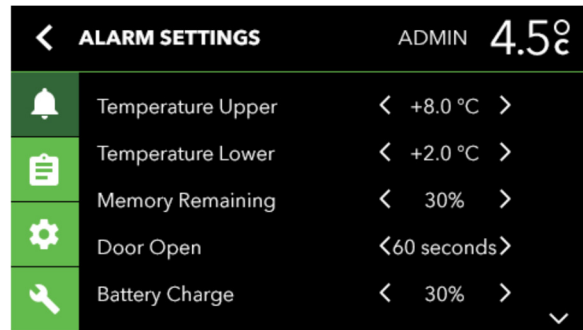 ALARM SETTINGS ADMIN 4.5°C
Temperature Upper +8.0 °C
Temperature Lower +2.0 °C
Memory Remaining 30%
Door Open 60 seconds
Battery Charge 30%